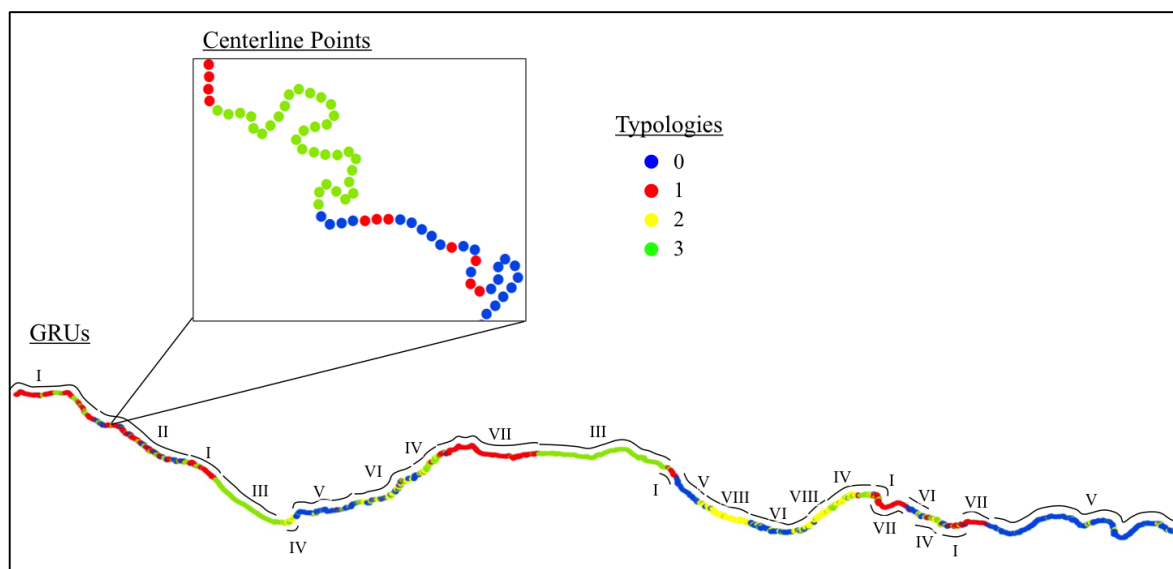 Centerline Points
Typologies
0
1
2
3
GRUs
I
II
I
III
IV
V
VI
IV
VII
III
I
V
VIII
VI
VIII
IV
I
VII
VI
IV
I
VII
V